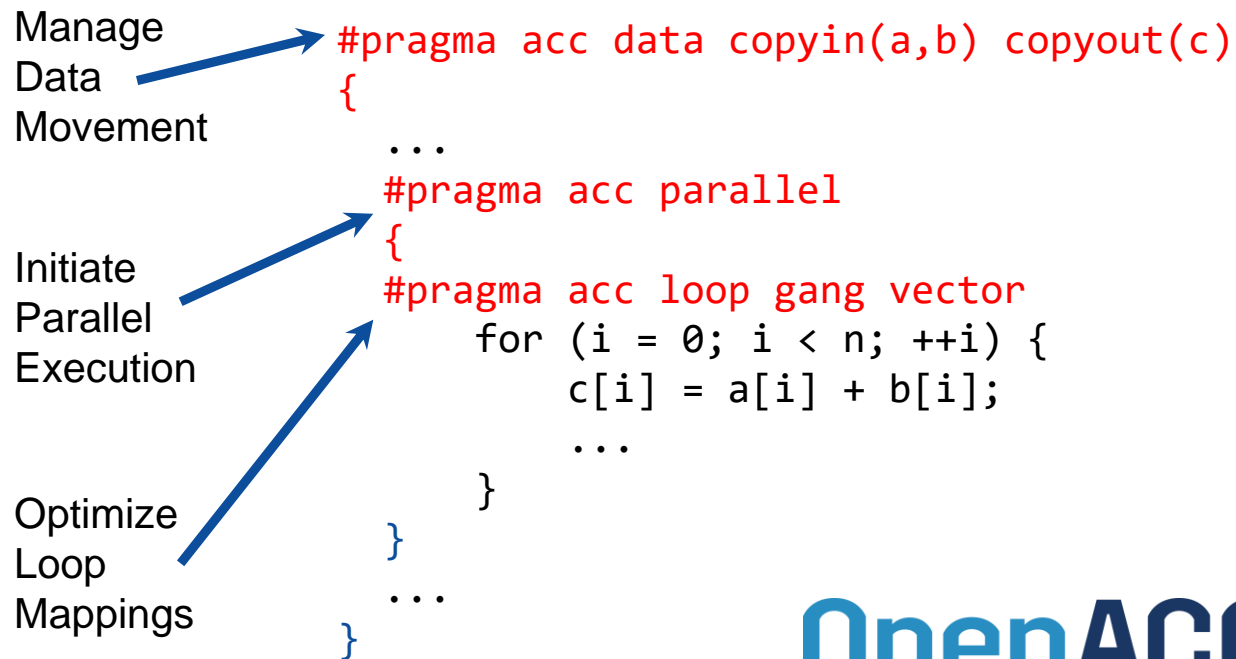 Manage
Data
Movement
#pragma acc data copyin(a,b) copyout(c)
{
...
#pragma acc parallel
{
Initiate
Parallel
Execution
#pragma acc loop gang vector
for (i = 0; i < n; ++i) {
c[i] = a[i] + b[i];
...
}
}
Optimize
Loop
Mappings
...
}
OpenACC